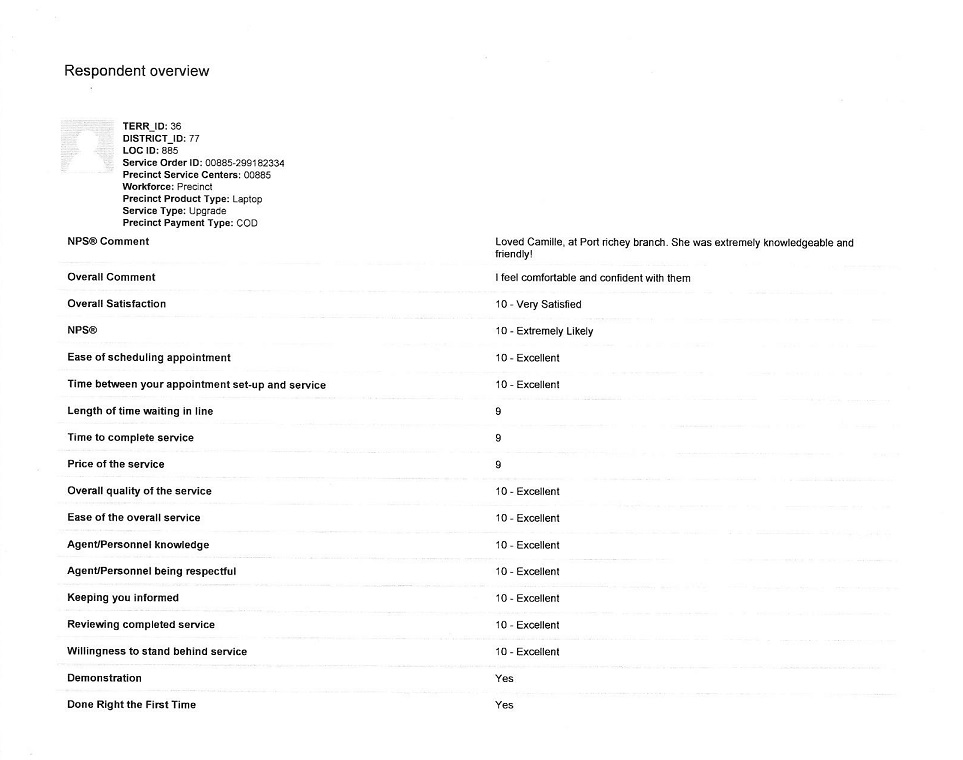 Respondent overview
TERR_ID: 36
DISTRICT_ID: 77
LOC ID: 885
Service Order ID: 00885-299182334
Precinct Service Centers: 00885
Workforce: Precinct
Precinct Product Type: Laptop
Service Type: Upgrade
Precinct Payment Type: COD
NPS® Comment Loved Camille, at Port richey branch. She was extremely knowledgeable and
friendly!
Overall Comment I feel comfortable and confident with them
Overall Satisfaction 10 - Very Satisfied
NPS® 10 - Extremely Likely
Ease of scheduling appointment 10 - Excellent
Time between your appointment set-up and service 10 - Excellent
Length of time waiting in line 9
Time to complete service 9
Price of the service 9
Overall quality of the service 10 - Excellent
Ease of the overall service 10 - Excellent
Agent/Personnel knowledge 10 - Excellent
Agent/Personnel being respectful 10 - Excellent
Keeping you informed 10 - Excellent
Reviewing completed service 10 - Excellent
Willingness to stand behind service 10 - Excellent
Demonstration Yes
Done Right the First Time Yes